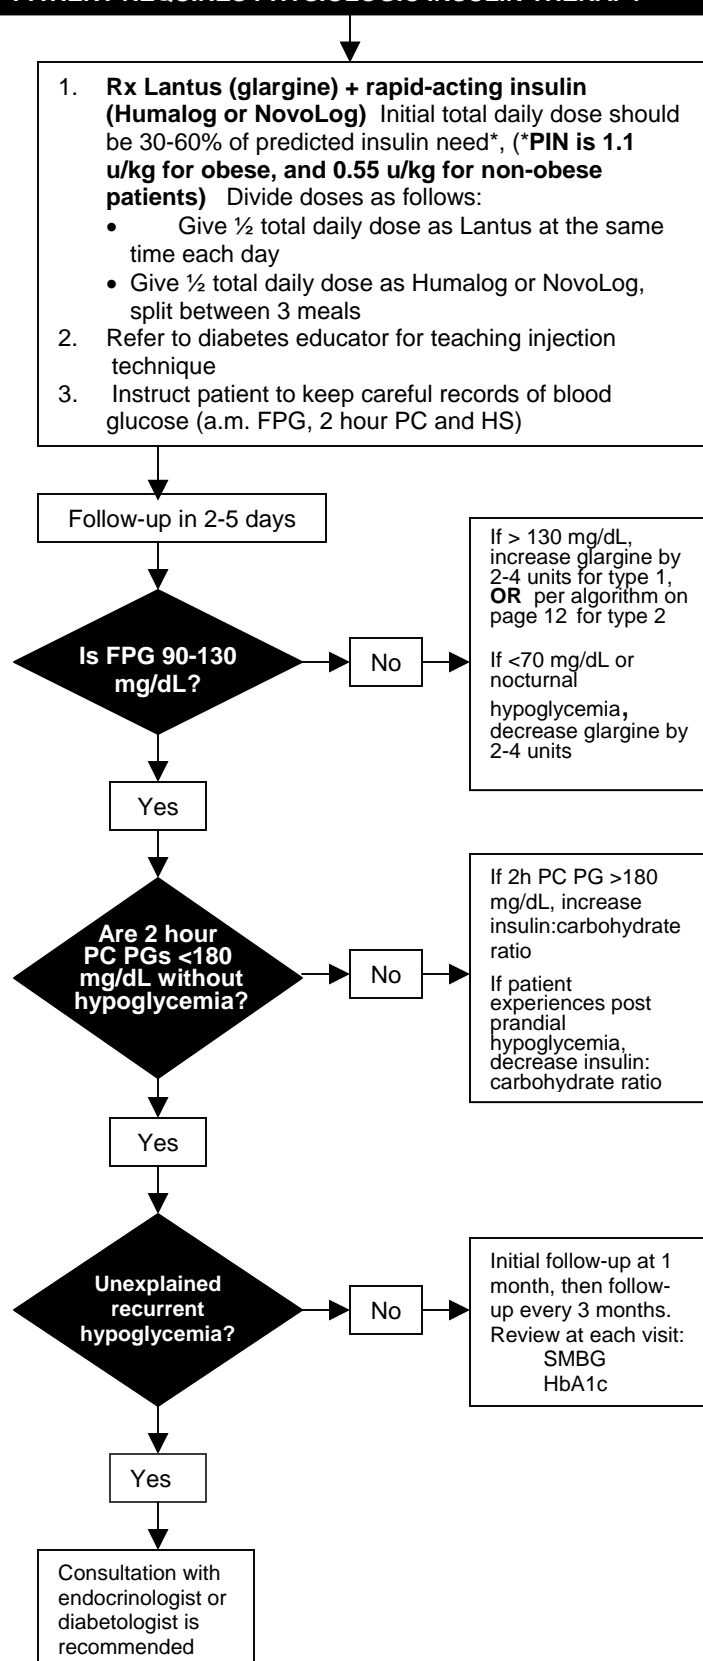 PATIENT REQUIRES PHYSIOLOGIC INSULIN THERAPY
1. Rx Lantus (glargine) + rapid-acting insulin
(Humalog or NovoLog) Initial total daily dose should
be 30-60% of predicted insulin need*, (*PIN is 1.1
u/kg for obese, and 0.55 u/kg for non-obese
patients) Divide doses as follows:
• Give ½ total daily dose as Lantus at the same
time each day
• Give ½ total daily dose as Humalog or NovoLog,
split between 3 meals
2. Refer to diabetes educator for teaching injection
technique
3. Instruct patient to keep careful records of blood
glucose (a.m. FPG, 2 hour PC and HS)
Follow-up in 2-5 days
Is FPG 90-130
mg/dL?
No
If > 130 mg/dL,
increase glargine by
2-4 units for type 1,
OR per algorithm on
page 12 for type 2
If <70 mg/dL or
nocturnal
hypoglycemia,
decrease glargine by
2-4 units
Yes
Are 2 hour
PC PGs <180
mg/dL without
hypoglycemia?
No
If 2h PC PG >180
mg/dL, increase
insulin:carbohydrate
ratio
If patient
experiences post
prandial
hypoglycemia,
decrease insulin:
carbohydrate ratio
Yes
Unexplained
recurrent
hypoglycemia?
No
Initial follow-up at 1
month, then follow-
up every 3 months.
Review at each visit:
SMBG
HbA1c
Yes
Consultation with
endocrinologist or
diabetologist is
recommended